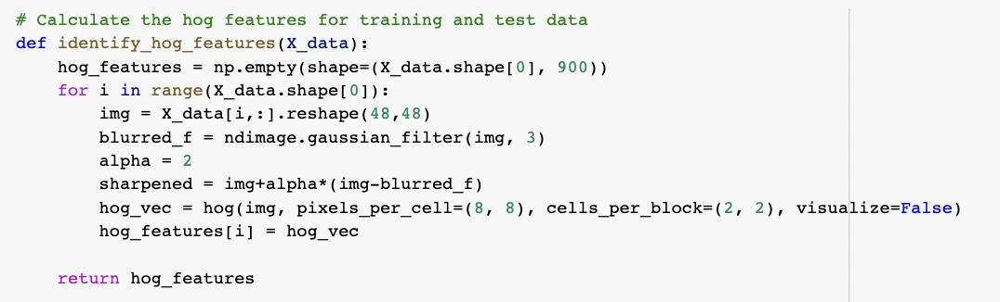 # Calculate the hog features for training and test data
def identify_hog_features(X_data):
    hog_features = np.empty(shape=(X_data.shape[0], 900))
    for i in range(X_data.shape[0]):
        img = X_data[i,:].reshape(48,48)
        blurred_f = ndimage.gaussian_filter(img, 3)
        alpha = 2
        sharpened = img+alpha*(img-blurred_f)
        hog_vec = hog(img, pixels_per_cell=(8, 8), cells_per_block=(2, 2), visualize=False)
        hog_features[i] = hog_vec
    return hog_features